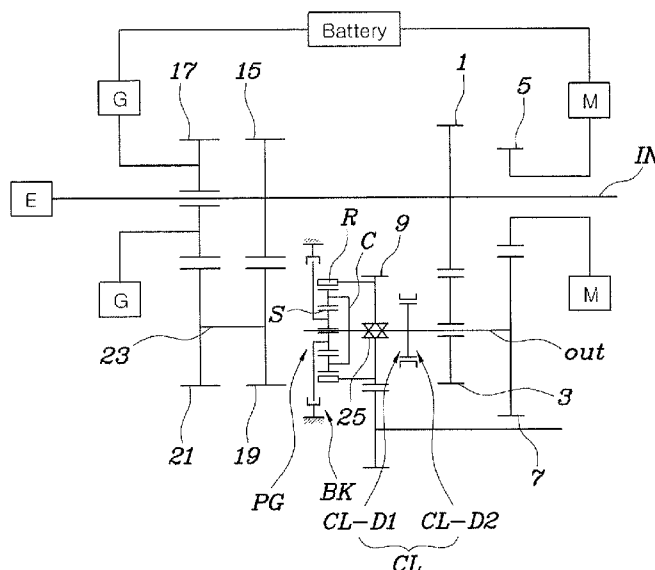 Battery
17
15
1
5
G
M
IN
E
R
C
9
G
S
M
23
out
25
3
21
19
7
PG
BK
CL-D1
CL-D2
CL